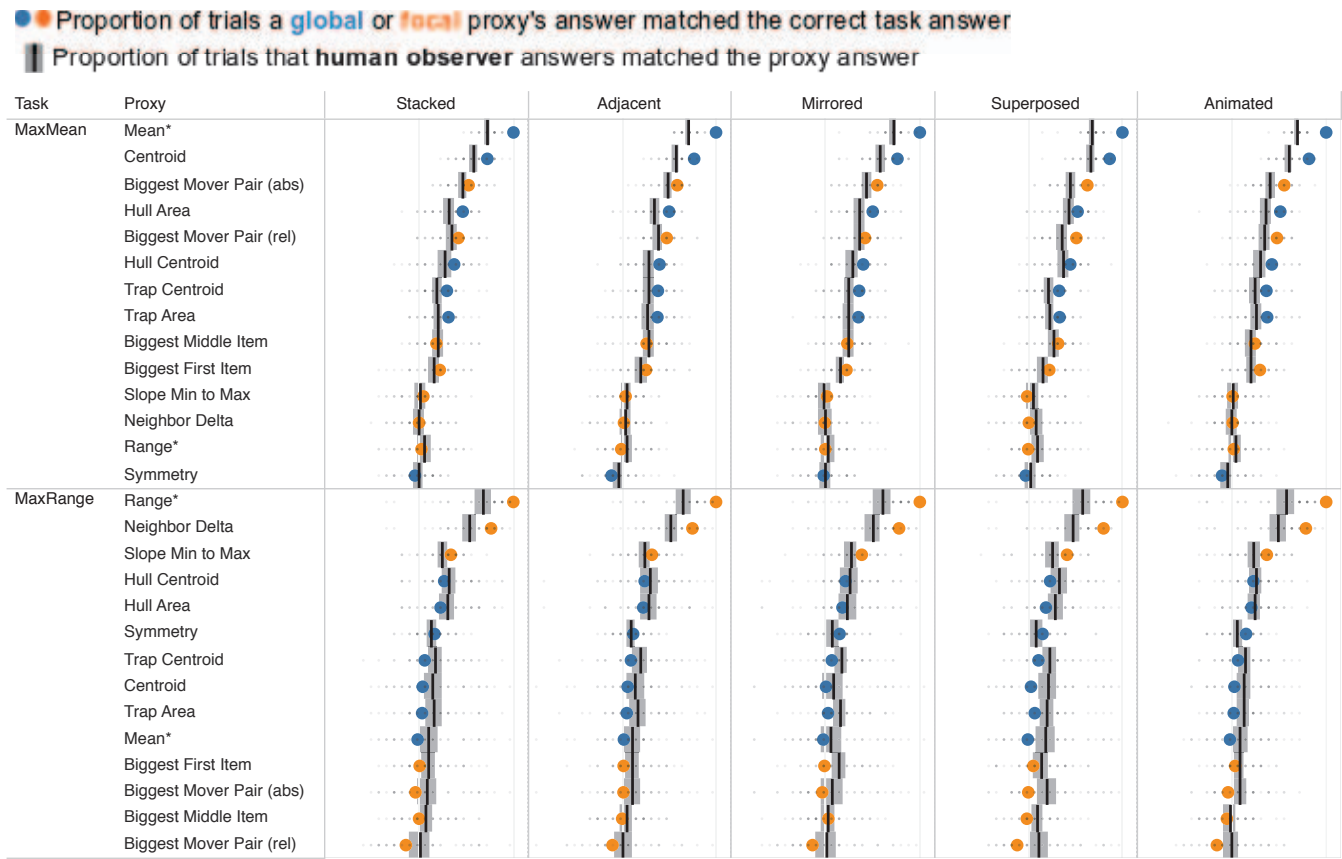 Proportion of trials a global or focal proxy's answer matched the correct task answer
Proportion of trials that human observer answers matched the proxy answer
Task Proxy Stacked Adjacent Mirrored Superposed Animated
MaxMean Mean*
Centroid
Biggest Mover Pair (abs)
Hull Area
Biggest Mover Pair (rel)
Hull Centroid
Trap Centroid
Trap Area
Biggest Middle Item
Biggest First Item
Slope Min to Max
Neighbor Delta
Range*
Symmetry
MaxRange Range*
Neighbor Delta
Slope Min to Max
Hull Centroid
Hull Area
Symmetry
Trap Centroid
Centroid
Trap Area
Mean*
Biggest First Item
Biggest Mover Pair (abs)
Biggest Middle Item
Biggest Mover Pair (rel)